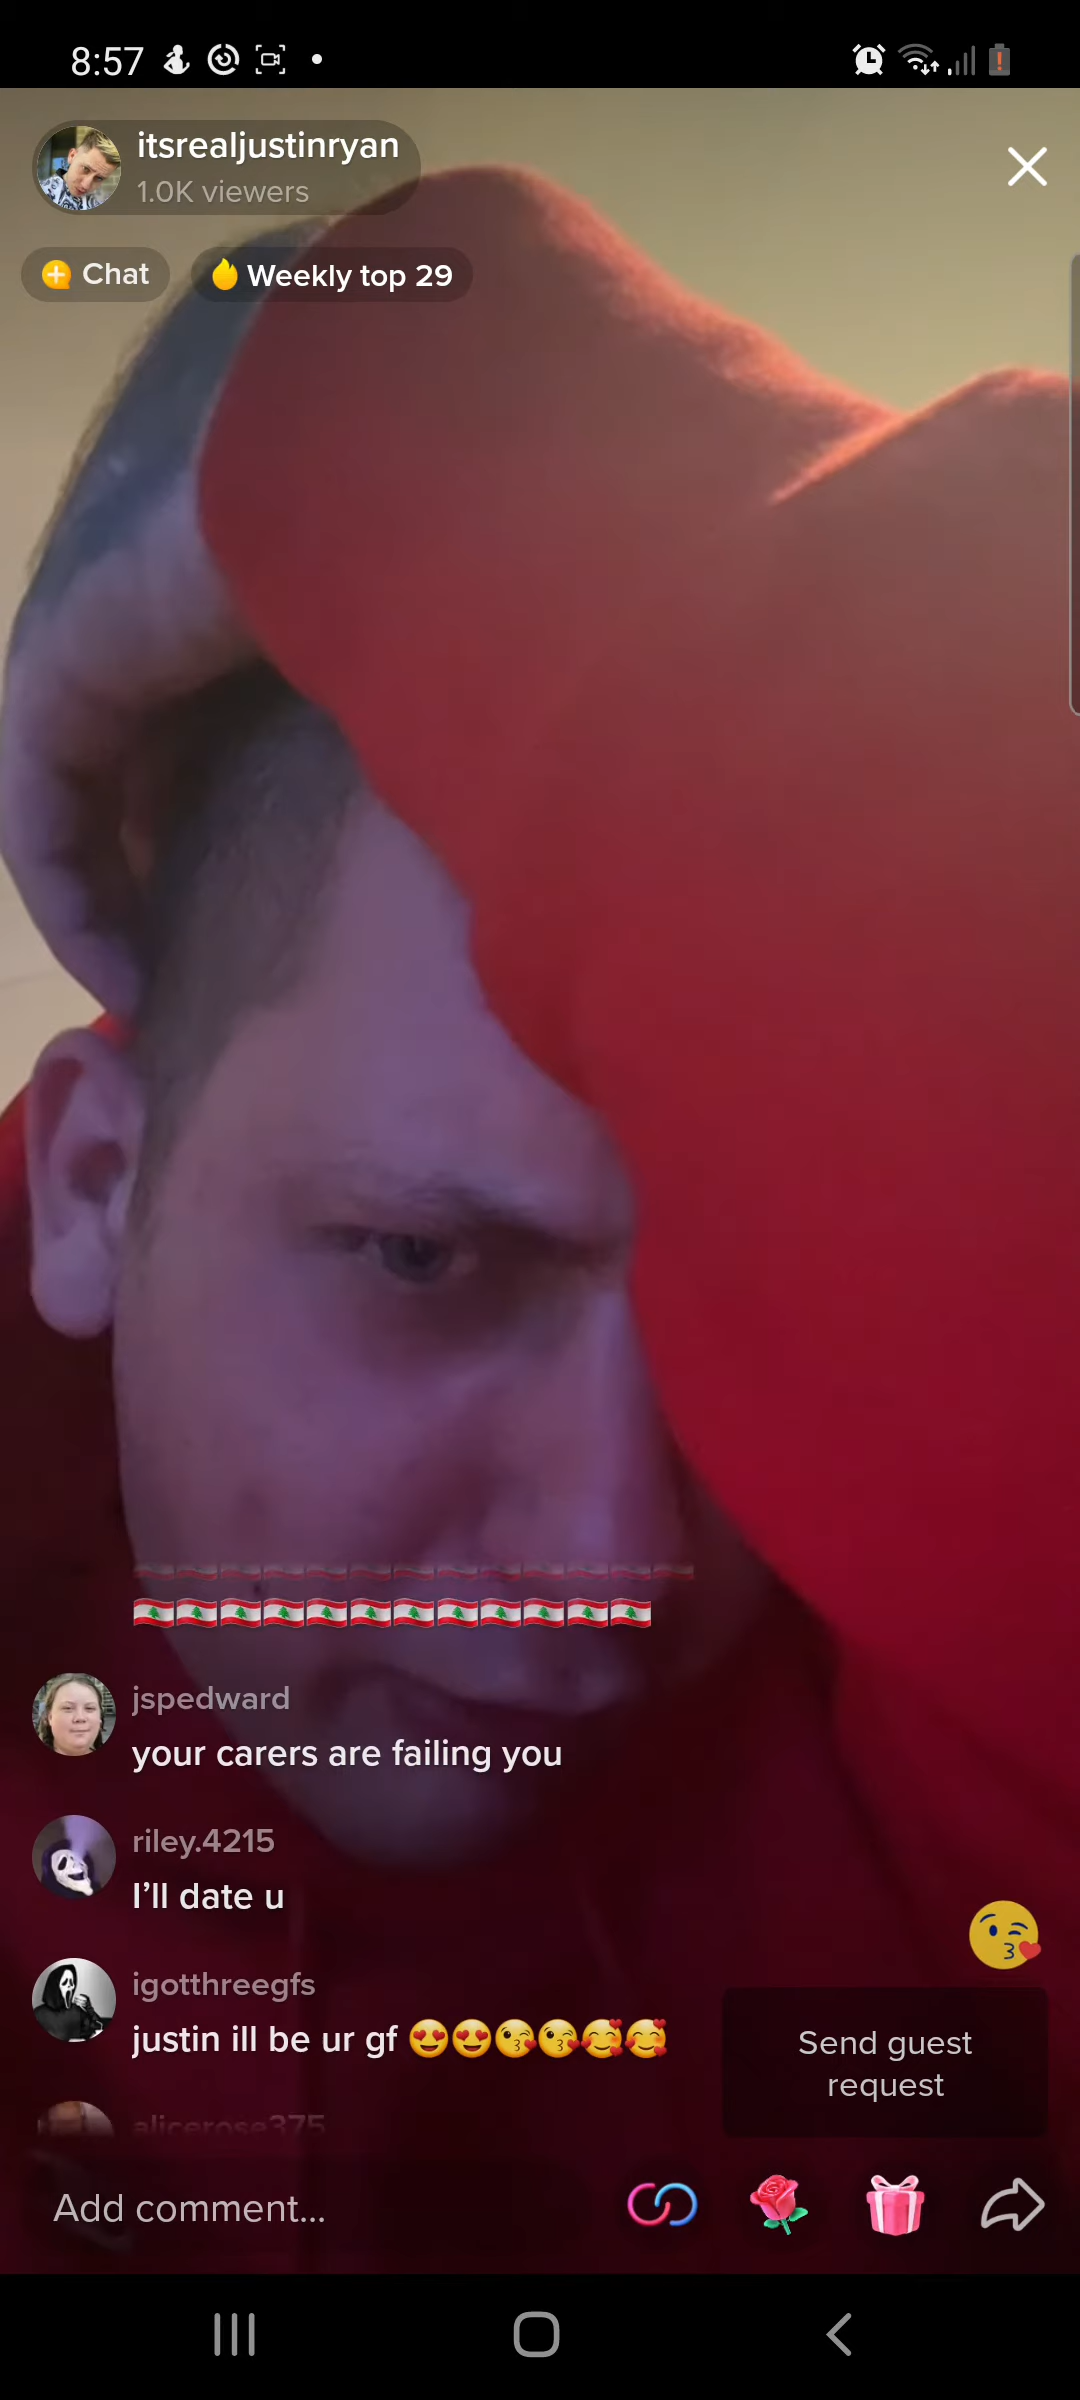 8:57
itsrealjustinryan
1.0K viewers
Chat
Weekly top 29
jspedward
your carers are failing you
riley.4215
I'll date u
igotthreegfs
justin ill be ur gf 😍😍😘😘🥰🥰
alicerose375
Send guest
request
Add comment...